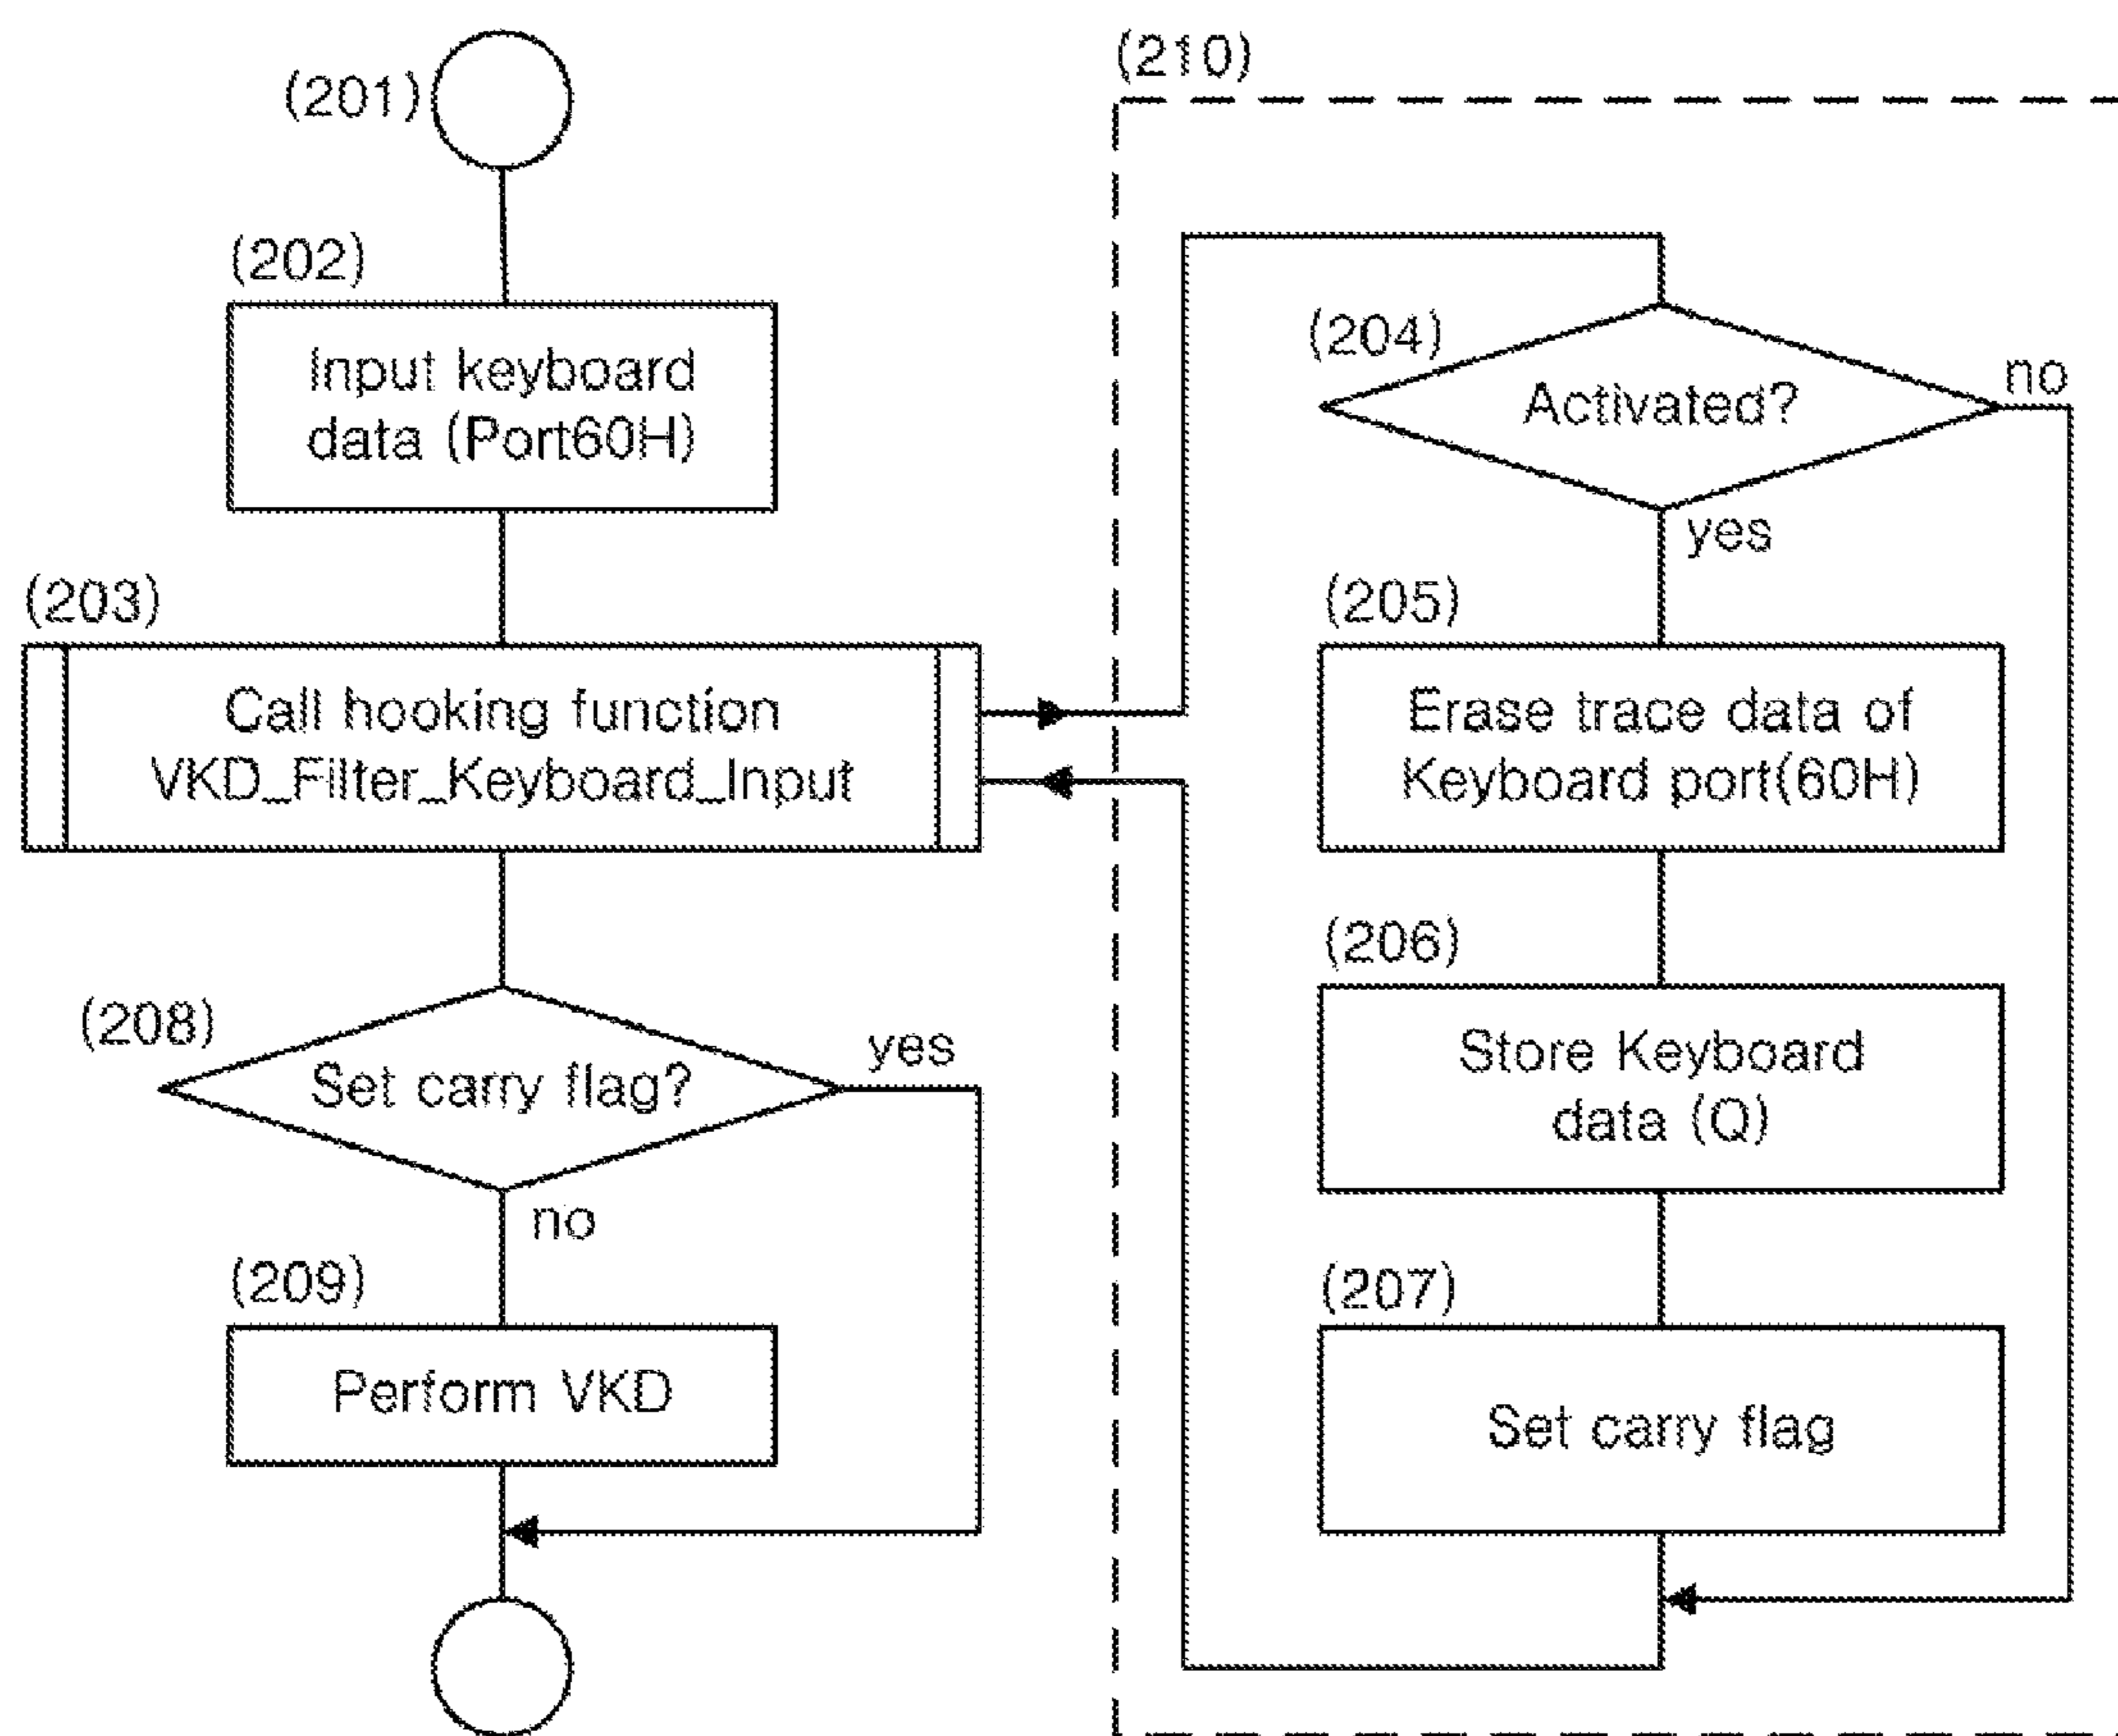 (201)
(202)
Input keyboard
data (Port60H)
(203)
Call hooking function
VKD_Filter_Keyboard_Input
(208)
Set carry flag?
yes
no
(209)
Perform VKD
(210)
(204)
Activated?
no
yes
(205)
Erase trace data of
Keyboard port(60H)
(206)
Store Keyboard
data (Q)
(207)
Set carry flag